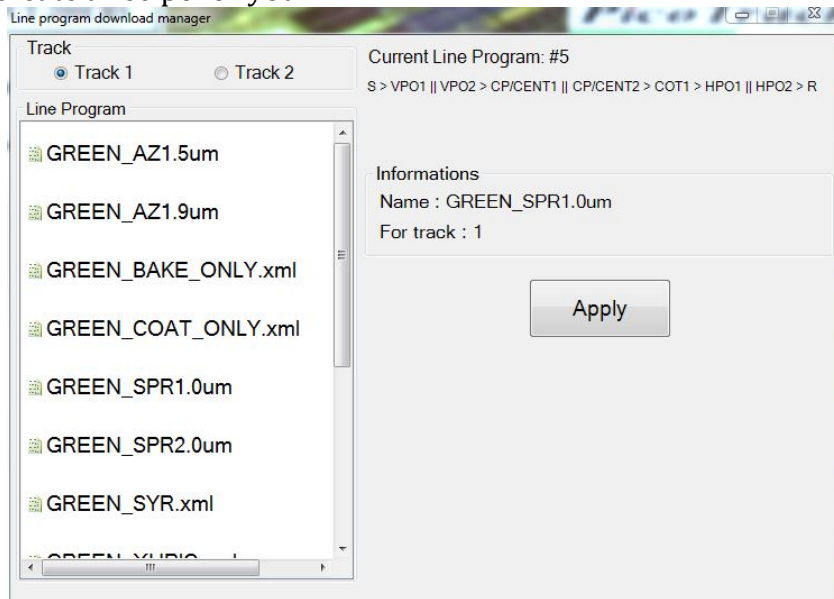 Line program download manager
Track
Track 1
Track 2
Line Program
GREEN_AZ1.5um
GREEN_AZ1.9um
GREEN_BAKE_ONLY.xml
GREEN_COAT_ONLY.xml
GREEN_SPR1.0um
GREEN_SPR2.0um
GREEN_SYR.xml
Current Line Program: #5
S > VPO1 || VPO2 > CP/CENT1 || CP/CENT2 > COT1 > HPO1 || HPO2 > R
Informations
Name : GREEN_SPR1.0um
For track : 1
Apply